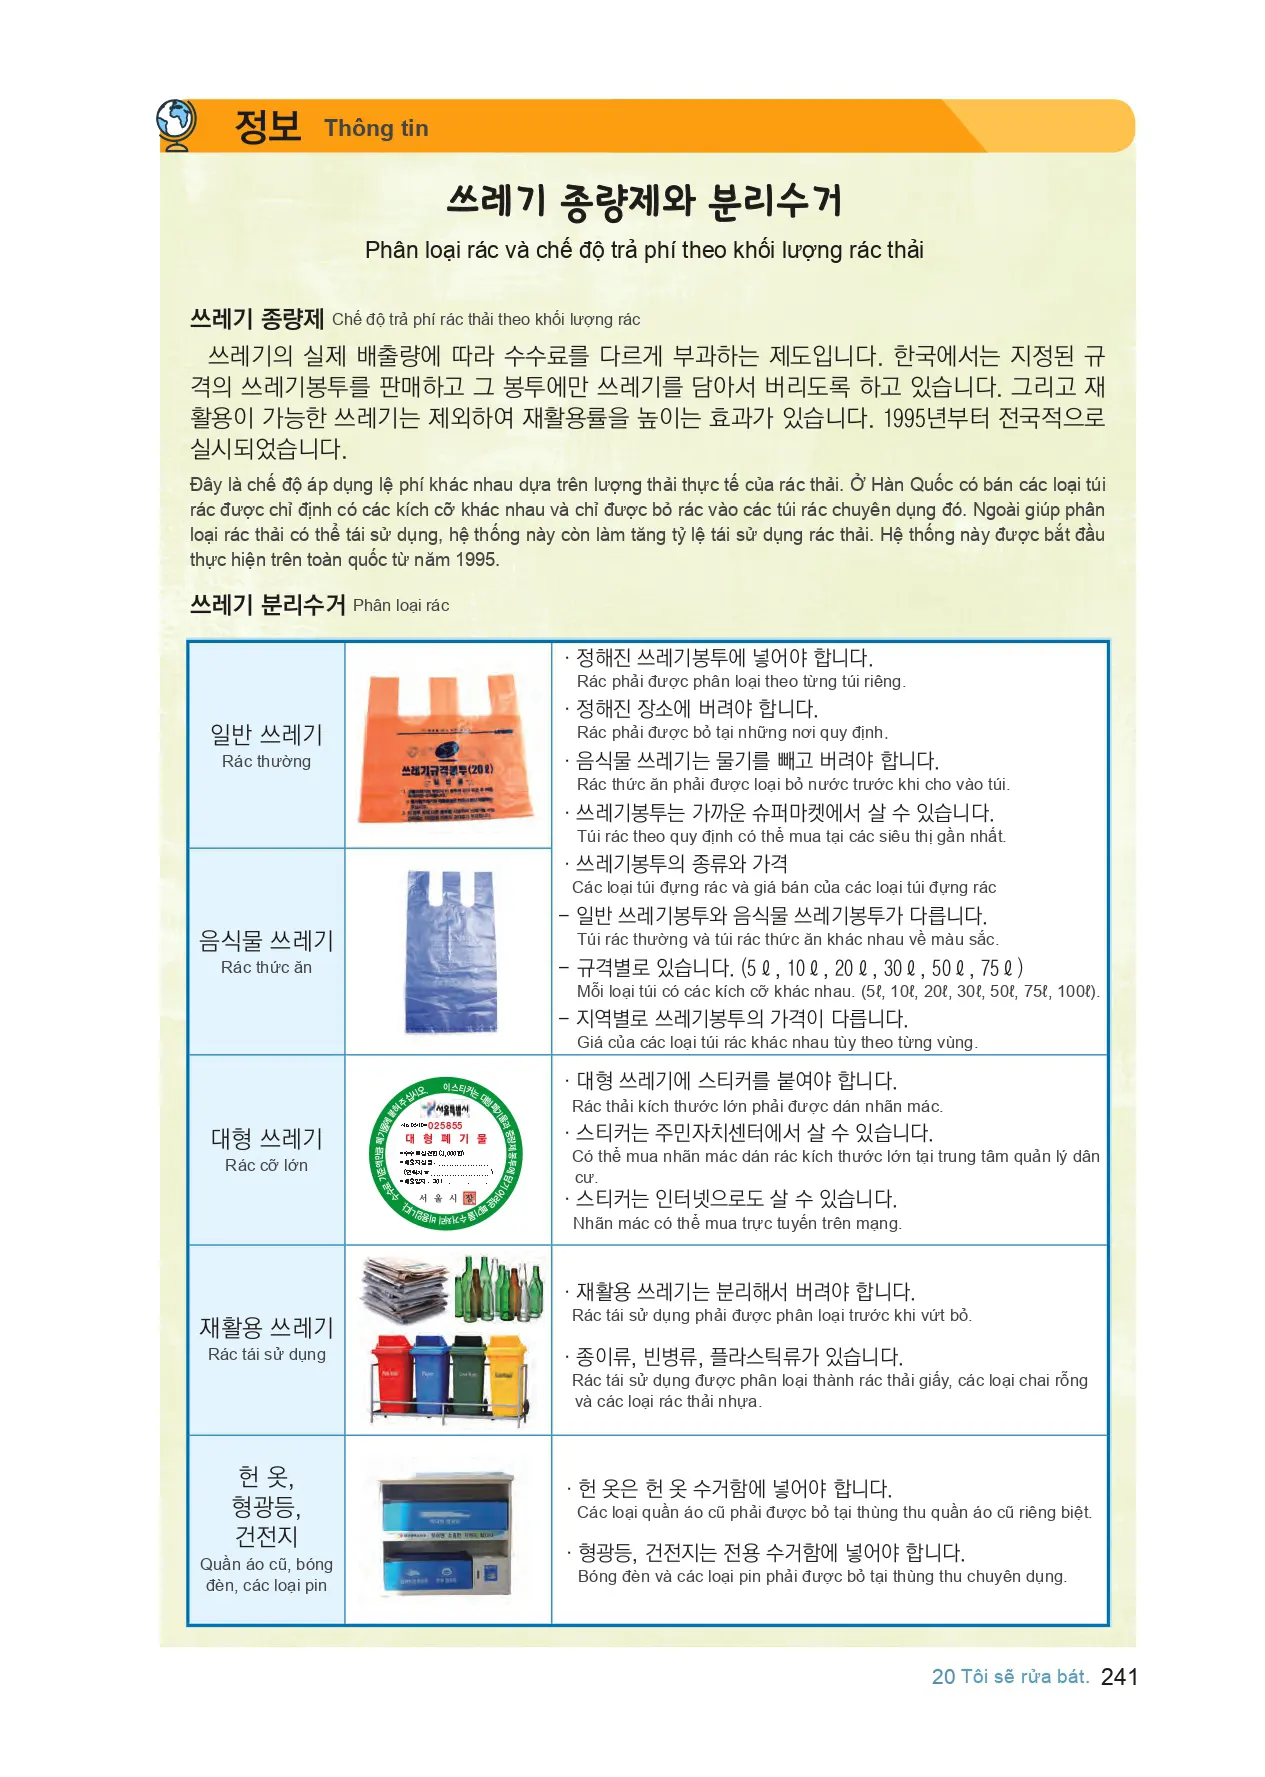 정보 Thông tin
쓰레기 종량제와 분리수거
Phân loại rác và chế độ trả phí theo khối lượng rác thải
쓰레기 종량제 Chế độ trả phí rác thải theo khối lượng rác
쓰레기의 실제 배출량에 따라 수수료를 다르게 부과하는 제도입니다. 한국에서는 지정된 규
격의 쓰레기봉투를 판매하고 그 봉투에만 쓰레기를 담아서 버리도록 하고 있습니다. 그리고 재
활용이 가능한 쓰레기는 제외하여 재활용률을 높이는 효과가 있습니다. 1995년부터 전국적으로
실시되었습니다.
Đây là chế độ áp dụng lệ phí khác nhau dựa trên lượng thải thực tế của rác thải. Ở Hàn Quốc có bán các loại túi
rác được chỉ định có các kích cỡ khác nhau và chỉ được bỏ rác vào các túi rác chuyên dụng đó. Ngoài giúp phân
loại rác thải có thể tái sử dụng, hệ thống này còn làm tăng tỷ lệ tái sử dụng rác thải. Hệ thống này được bắt đầu
thực hiện trên toàn quốc từ năm 1995.
쓰레기 분리수거 Phân loại rác
일반 쓰레기
Rác thường
쓰레기규격봉투(20ℓ)
음식물 쓰레기
Rác thức ăn
· 정해진 쓰레기봉투에 넣어야 합니다.
Rác phải được phân loại theo từng túi riêng.
· 정해진 장소에 버려야 합니다.
Rác phải được bỏ tại những nơi quy định.
· 음식물 쓰레기는 물기를 빼고 버려야 합니다.
Rác thức ăn phải được loại bỏ nước trước khi cho vào túi.
· 쓰레기봉투는 가까운 슈퍼마켓에서 살 수 있습니다.
Túi rác theo quy định có thể mua tại các siêu thị gần nhất.
· 쓰레기봉투의 종류와 가격
Các loại túi đựng rác và giá bán của các loại túi đựng rác
– 일반 쓰레기봉투와 음식물 쓰레기봉투가 다릅니다.
Túi rác thường và túi rác thức ăn khác nhau về màu sắc.
– 규격별로 있습니다. (5ℓ, 10ℓ, 20ℓ, 30ℓ, 50ℓ, 75ℓ)
Mỗi loại túi có các kích cỡ khác nhau. (5ℓ, 10ℓ, 20ℓ, 30ℓ, 50ℓ, 75ℓ, 100ℓ).
– 지역별로 쓰레기봉투의 가격이 다릅니다.
Giá của các loại túi rác khác nhau tùy theo từng vùng.
대형 쓰레기
Rác cỡ lớn
서울특별시
025855
대형폐기물
서울시장
· 대형 쓰레기에 스티커를 붙여야 합니다.
Rác thải kích thước lớn phải được dán nhãn mác.
· 스티커는 주민자치센터에서 살 수 있습니다.
Có thể mua nhãn mác dán rác kích thước lớn tại trung tâm quản lý dân
cư.
· 스티커는 인터넷으로도 살 수 있습니다.
Nhãn mác có thể mua trực tuyến trên mạng.
재활용 쓰레기
Rác tái sử dụng
· 재활용 쓰레기는 분리해서 버려야 합니다.
Rác tái sử dụng phải được phân loại trước khi vứt bỏ.
· 종이류, 빈병류, 플라스틱류가 있습니다.
Rác tái sử dụng được phân loại thành rác thải giấy, các loại chai rỗng
và các loại rác thải nhựa.
헌 옷,
형광등,
건전지
Quần áo cũ, bóng
đèn, các loại pin
· 헌 옷은 헌 옷 수거함에 넣어야 합니다.
Các loại quần áo cũ phải được bỏ tại thùng thu quần áo cũ riêng biệt.
· 형광등, 건전지는 전용 수거함에 넣어야 합니다.
Bóng đèn và các loại pin phải được bỏ tại thùng thu chuyên dụng.
20 Tôi sẽ rửa bát. 241